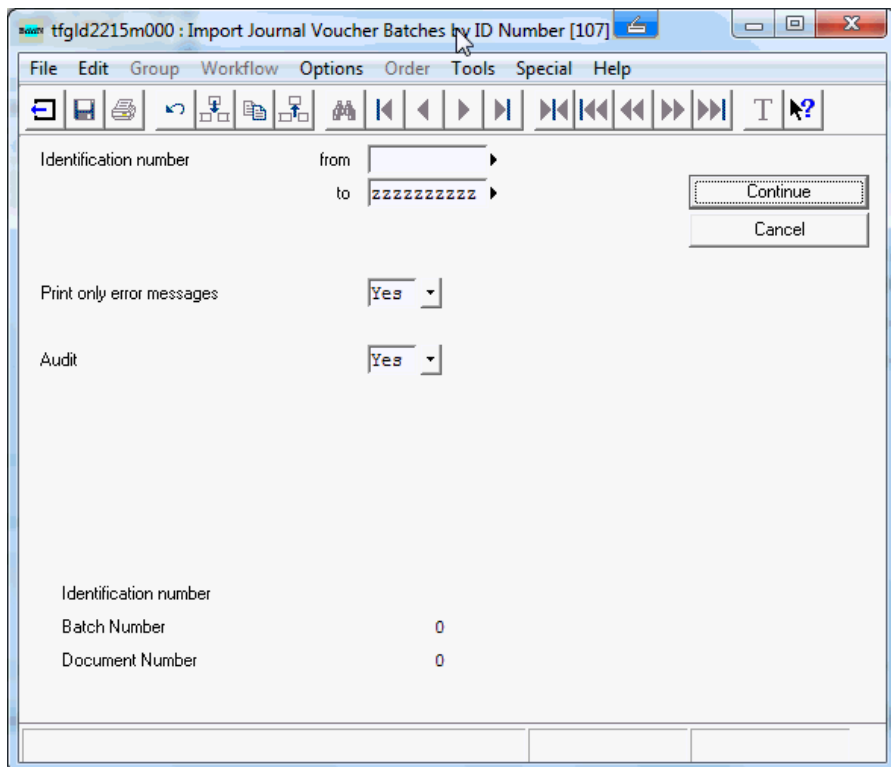 tfgld2215m000 : Import Journal Voucher Batches by ID Number [107]
File Edit Group Workflow Options Order Tools Special Help
T ?
Identification number from
to zzzzzzzzzz
Continue
Cancel
Print only error messages Yes
Audit Yes
Identification number
Batch Number 0
Document Number 0